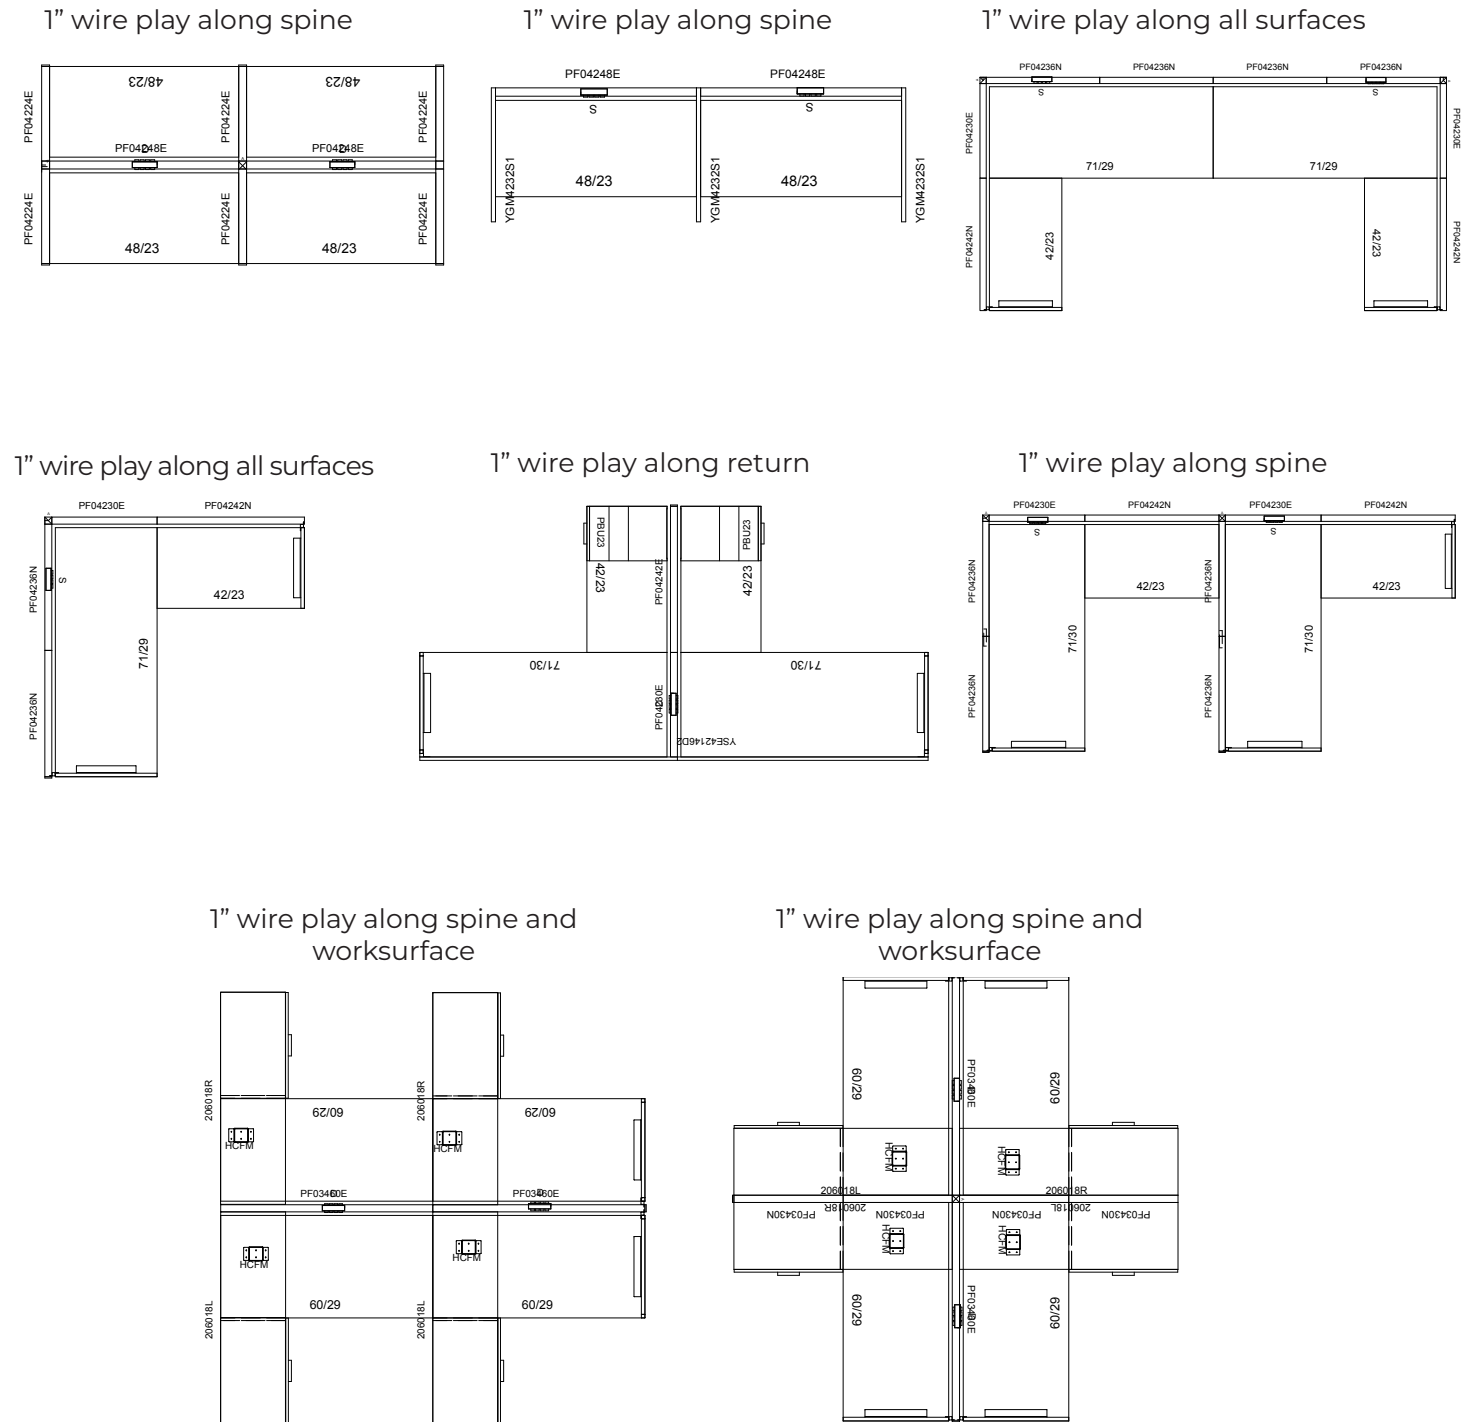 1” wire play along spine
48/23
48/23
PF04224E
PF04224E
PF04224E
PF04248E
PF04248E
PF04224E
PF04224E
PF04224E
48/23
48/23
1” wire play along spine
PF04248E
PF04248E
S
S
48/23
48/23
YGM4232S1
YGM4232S1
YGM4232S1
1” wire play along all surfaces
PF04236N
PF04236N
PF04236N
PF04236N
S
S
PF04230E
PF04230E
71/29
71/29
PF04242N
42/23
42/23
PF04242N
1” wire play along all surfaces
PF04230E
PF04242N
PF04236N
S
42/23
71/29
PF04236N
1” wire play along return
PBU23
PBU23
42/23
PF04242E
42/23
71/30
71/30
PF04230E
YSE42146D2
1” wire play along spine
PF04230E
PF04242N
PF04230E
PF04242N
S
S
PF04236N
42/23
PF04236N
42/23
71/30
71/30
PF04236N
PF04236N
1” wire play along spine and
worksurface
206018R
206018R
60/29
60/29
HCFM
HCFM
PF03460E
PF03460E
HCFM
HCFM
206018L
60/29
206018L
60/29
1” wire play along spine and
worksurface
60/29
PF03460E
60/29
HCFM
HCFM
206018L
206018R
206018R
206018L
PF03430N
PF03430N
PF03430N
PF03430N
HCFM
HCFM
60/29
PF03460E
60/29